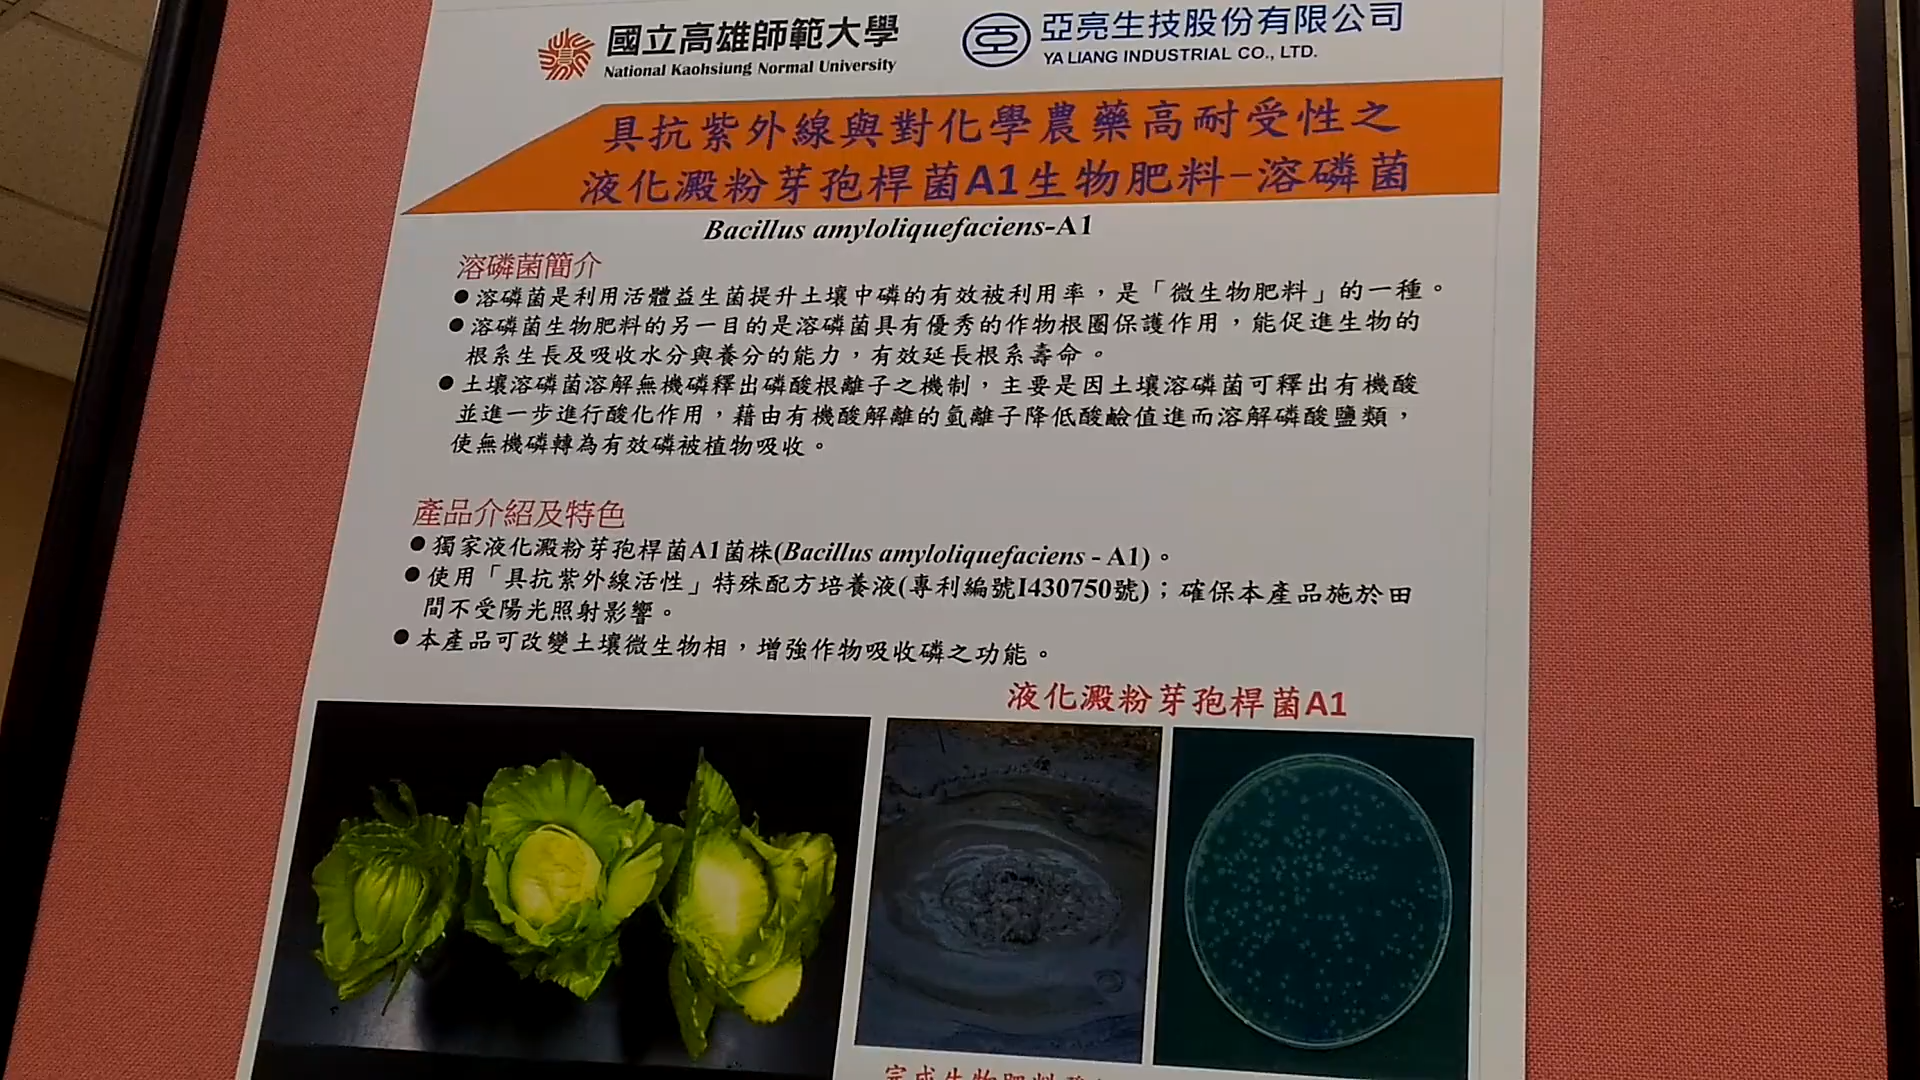 國立高雄師範大學
National Kaohsiung Normal University
亞亮生技股份有限公司
YA LIANG INDUSTRIAL CO., LTD.
具抗紫外線與對化學農藥高耐受性之
液化澱粉芽孢桿菌A1生物肥料-溶磷菌
Bacillus amyloliquefaciens-A1
溶磷菌簡介
●溶磷菌是利用活體益生菌提升土壤中磷的有效被利用率，是「微生物肥料」的一種。
●溶磷菌生物肥料的另一目的是溶磷菌具有優秀的作物根圈保護作用，能促進生物的
根系生長及吸收水分與養分的能力，有效延長根系壽命。
●土壤溶磷菌溶解無機磷釋出磷酸根離子之機制，主要是因土壤溶磷菌可釋出有機酸
並進一步進行酸化作用，藉由有機酸解離的氫離子降低酸鹼值進而溶解磷酸鹽類，
使無機磷轉為有效磷被植物吸收。
產品介紹及特色
●獨家液化澱粉芽孢桿菌A1菌株(Bacillus amyloliquefaciens - A1)。
●使用「具抗紫外線活性」特殊配方培養液(專利編號I430750號)；確保本產品施於田
間不受陽光照射影響。
●本產品可改變土壤微生物相，增強作物吸收磷之功能。
液化澱粉芽孢桿菌A1
完成生物肥料